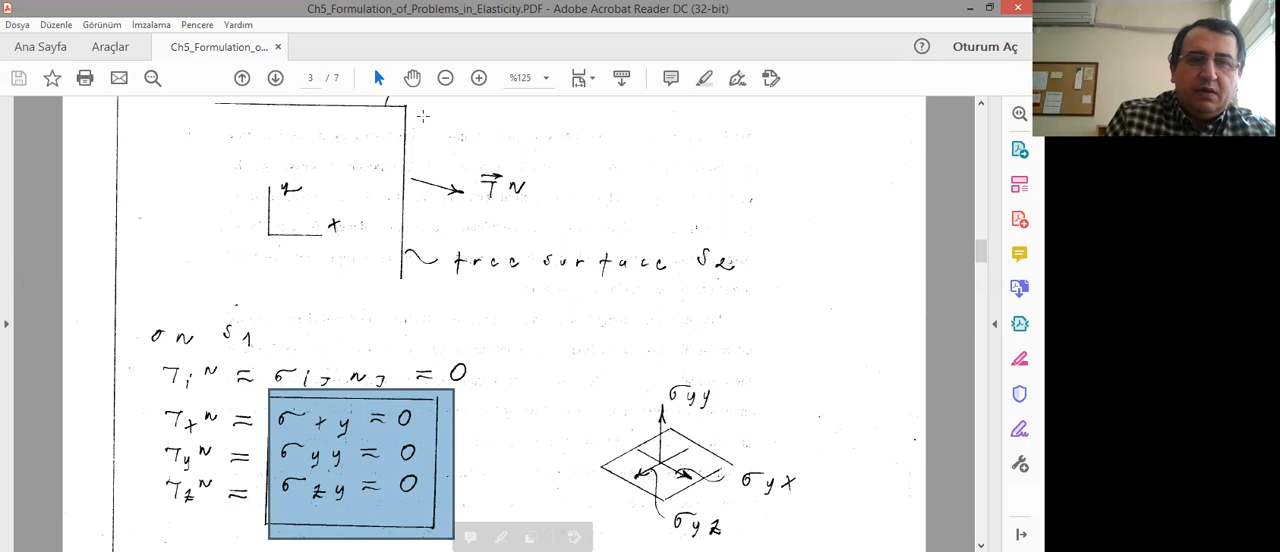 Ch5_Formulation_of_Problems_in_Elasticity.PDF - Adobe Acrobat Reader DC (32-bit)
Dosya Düzenle Görünüm İmzalama Pencere Yardım
Ana Sayfa Araçlar Ch5_Formulation_o... × Oturum Aç
3 / 7 %125
T N
y
x
free surface S2
on S1
Ti N = σij nj = 0
Tx N = σxy = 0
Ty N = σyy = 0
Tz N = σzy = 0
σyy
σyx
σyz